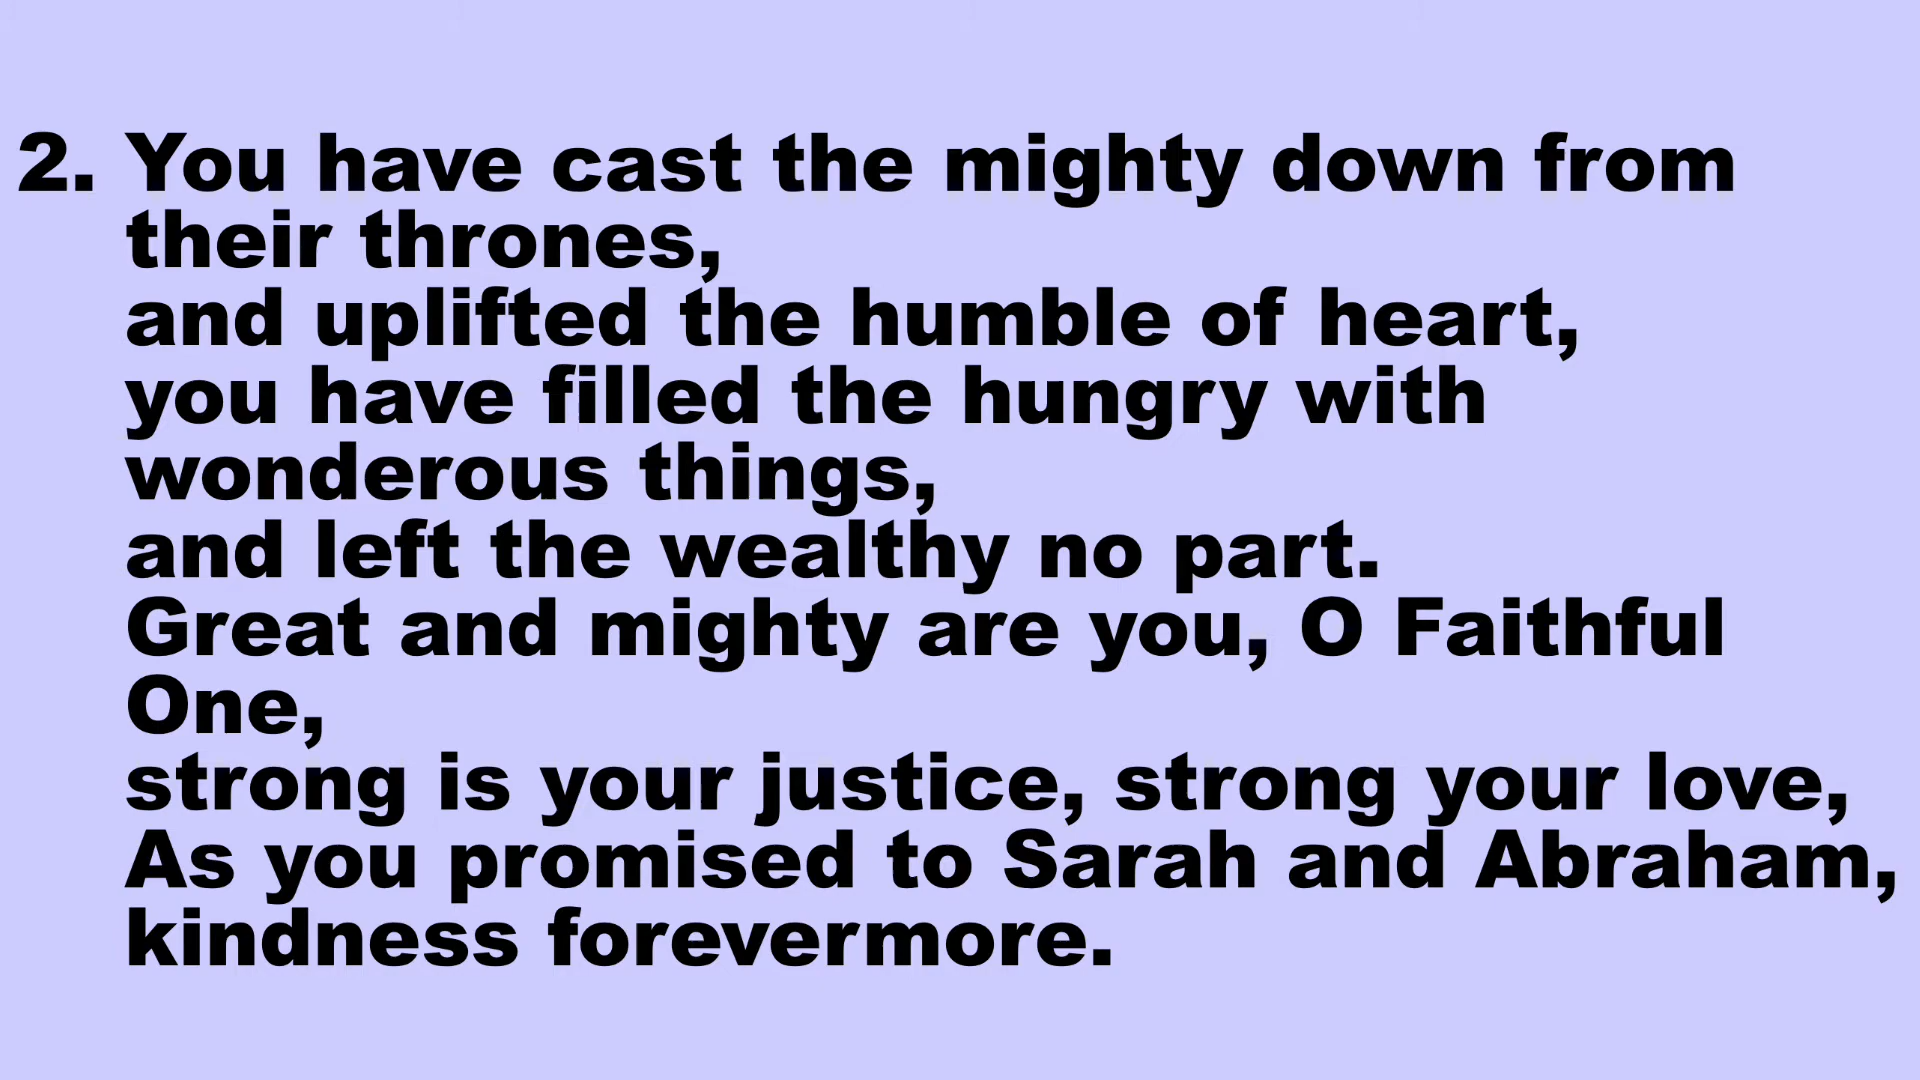 2. You have cast the mighty down from
their thrones,
and uplifted the humble of heart,
you have filled the hungry with
wonderous things,
and left the wealthy no part.
Great and mighty are you, O Faithful
One,
strong is your justice, strong your love,
As you promised to Sarah and Abraham,
kindness forevermore.